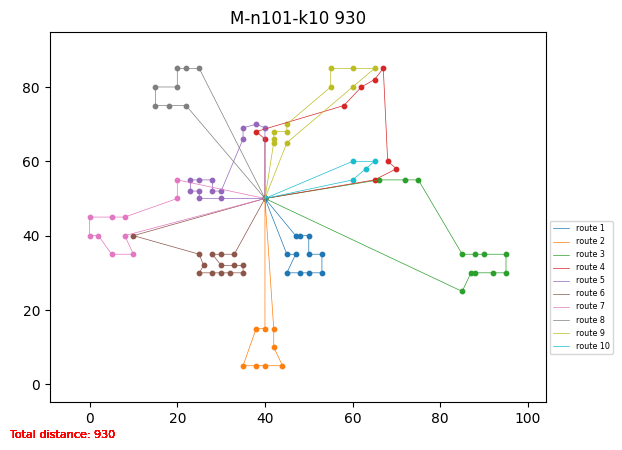 M-n101-k10 930
80
60
40
20
0
0 20 40 60 80 100
route 1
route 2
route 3
route 4
route 5
route 6
route 7
route 8
route 9
route 10
Total distance: 930